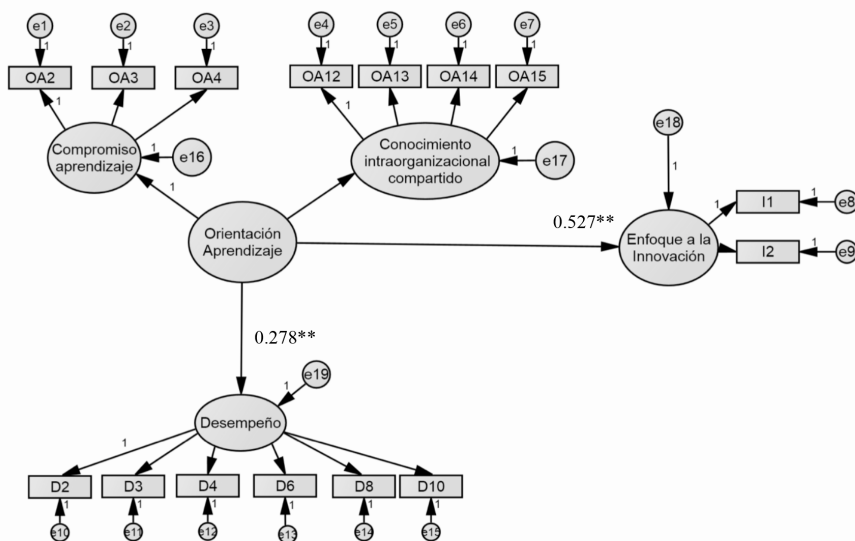 e1
e2
e3
e4
e5
e6
e7
1
1
1
1
1
1
1
OA2
OA3
OA4
OA12
OA13
OA14
OA15
1
1
Compromiso
aprendizaje
1
e16
Conocimiento
intraorganizacional
compartido
1
e17
e18
1
1
Orientación
Aprendizaje
0.527**
Enfoque a la
Innovación
1
I1
1
e8
I2
1
e9
0.278**
1
e19
Desempeño
1
D2
D3
D4
D6
D8
D10
1
1
1
1
1
1
e10
e11
e12
e13
e14
e15